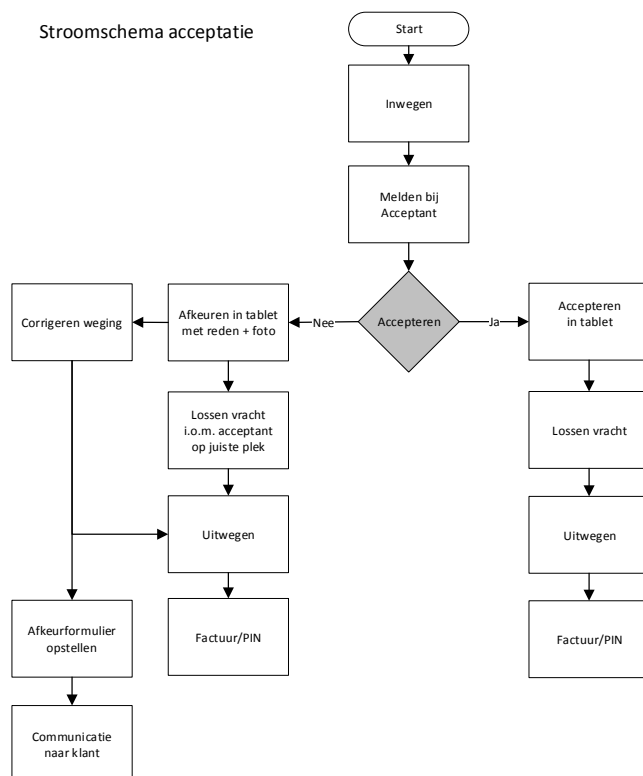 Stroomschema acceptatie
Start
Inwegen
Melden bij
Acceptant
Accepteren
Nee
Ja
Corrigeren weging
Afkeuren in tablet
met reden + foto
Accepteren
in tablet
Lossen vracht
i.o.m. acceptant
op juiste plek
Lossen vracht
Uitwegen
Uitwegen
Afkeurformulier
opstellen
Factuur/PIN
Factuur/PIN
Communicatie
naar klant